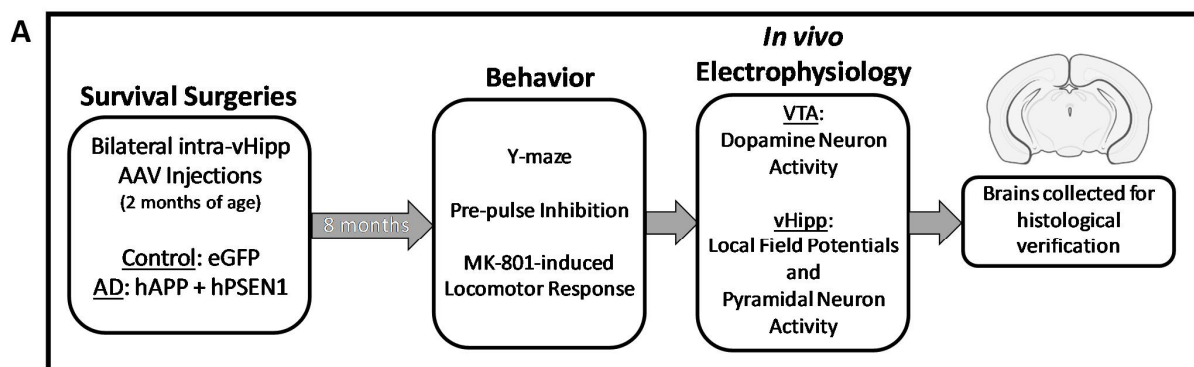 A
Survival Surgeries
Bilateral intra-vHipp
AAV Injections
(2 months of age)
Control: eGFP
AD: hAPP + hPSEN1
8 months
Behavior
Y-maze
Pre-pulse Inhibition
MK-801-induced
Locomotor Response
In vivo
Electrophysiology
VTA:
Dopamine Neuron
Activity
vHipp:
Local Field Potentials
and
Pyramidal Neuron
Activity
Brains collected for
histological
verification